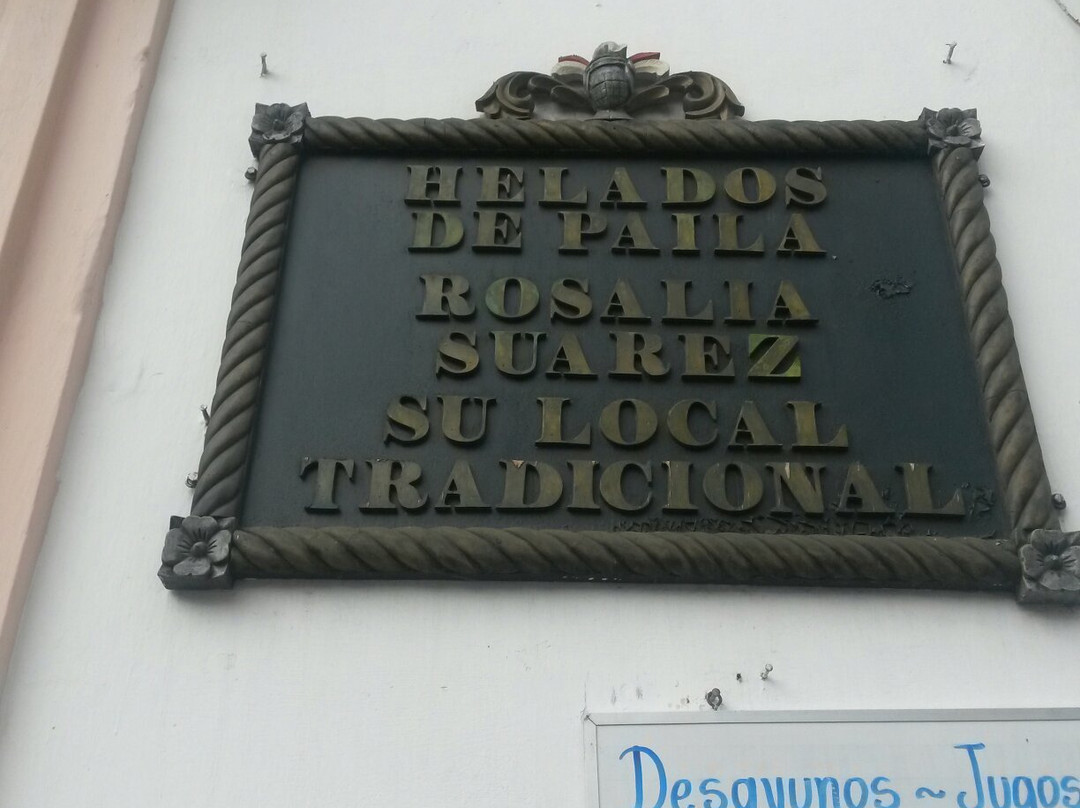 HELADOS
DE PAILA
ROSALIA
SUAREZ
SU LOCAL
TRADICIONAL
Desayunos ~ Jugos